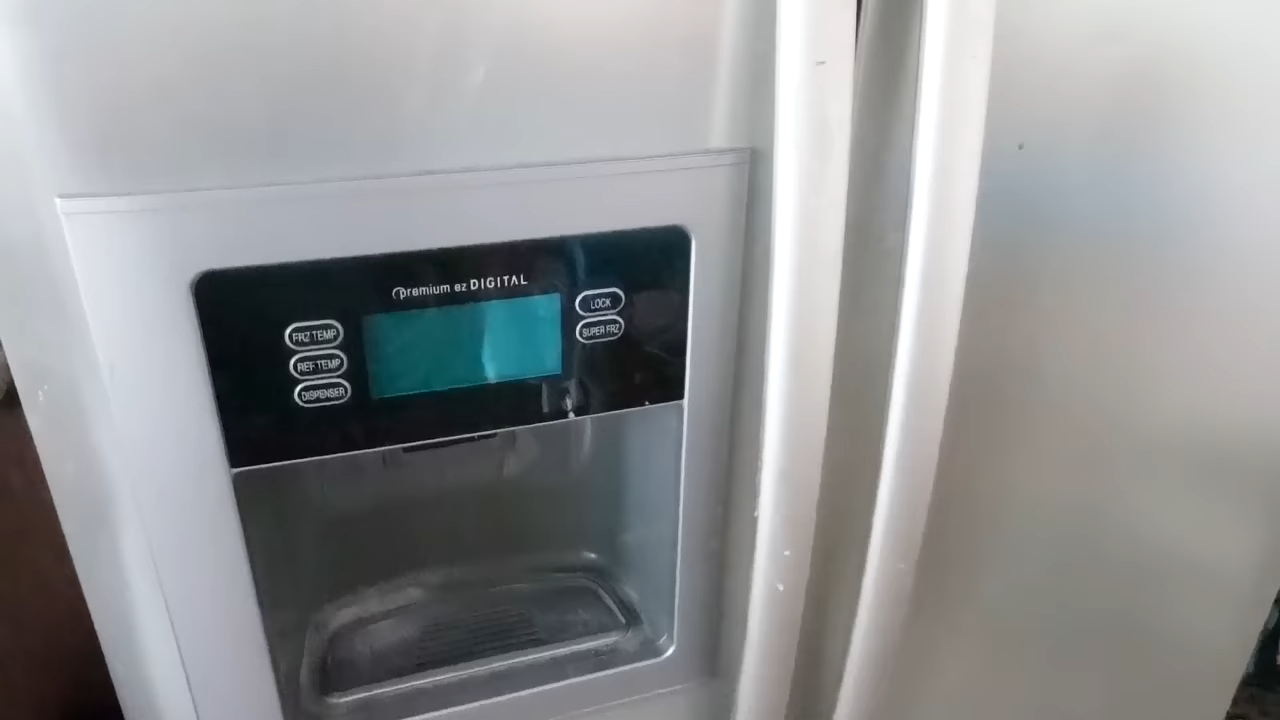 premium ez DIGITAL
FRZ TEMP
REF TEMP
DISPENSER
LOCK
SUPER FRZ